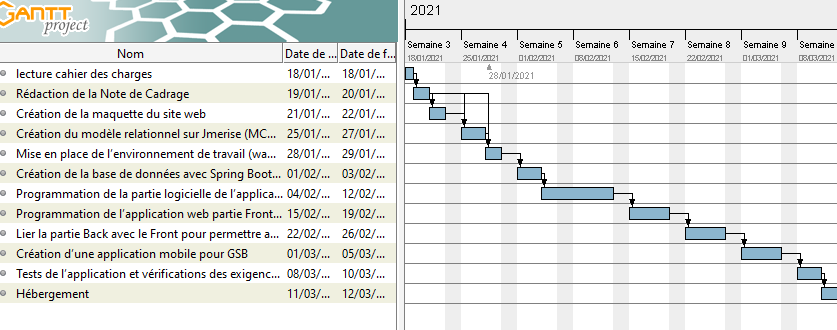 GANTT
project
2021
Nom Date de ... Date de f...
Semaine 3 Semaine 4 Semaine 5 Semaine 6 Semaine 7 Semaine 8 Semaine 9 Semaine
18/01/2021 25/01/2021 01/02/2021 08/02/2021 15/02/2021 22/02/2021 01/03/2021 08/03/2021
28/01/2021
lecture cahier des charges 18/01/... 18/01/...
Rédaction de la Note de Cadrage 19/01/... 20/01/...
Création de la maquette du site web 21/01/... 22/01/...
Création du modèle relationnel sur Jmerise (MC... 25/01/... 27/01/...
Mise en place de l'environnement de travail (wa... 28/01/... 29/01/...
Création de la base de données avec Spring Boot... 01/02/... 03/02/...
Programmation de la partie logicielle de l'applica... 04/02/... 12/02/...
Programmation de l'application web partie Front... 15/02/... 19/02/...
Lier la partie Back avec le Front pour permettre a... 22/02/... 26/02/...
Création d'une application mobile pour GSB 01/03/... 05/03/...
Tests de l'application et vérifications des exigenc... 08/03/... 10/03/...
Hébergement 11/03/... 12/03/...